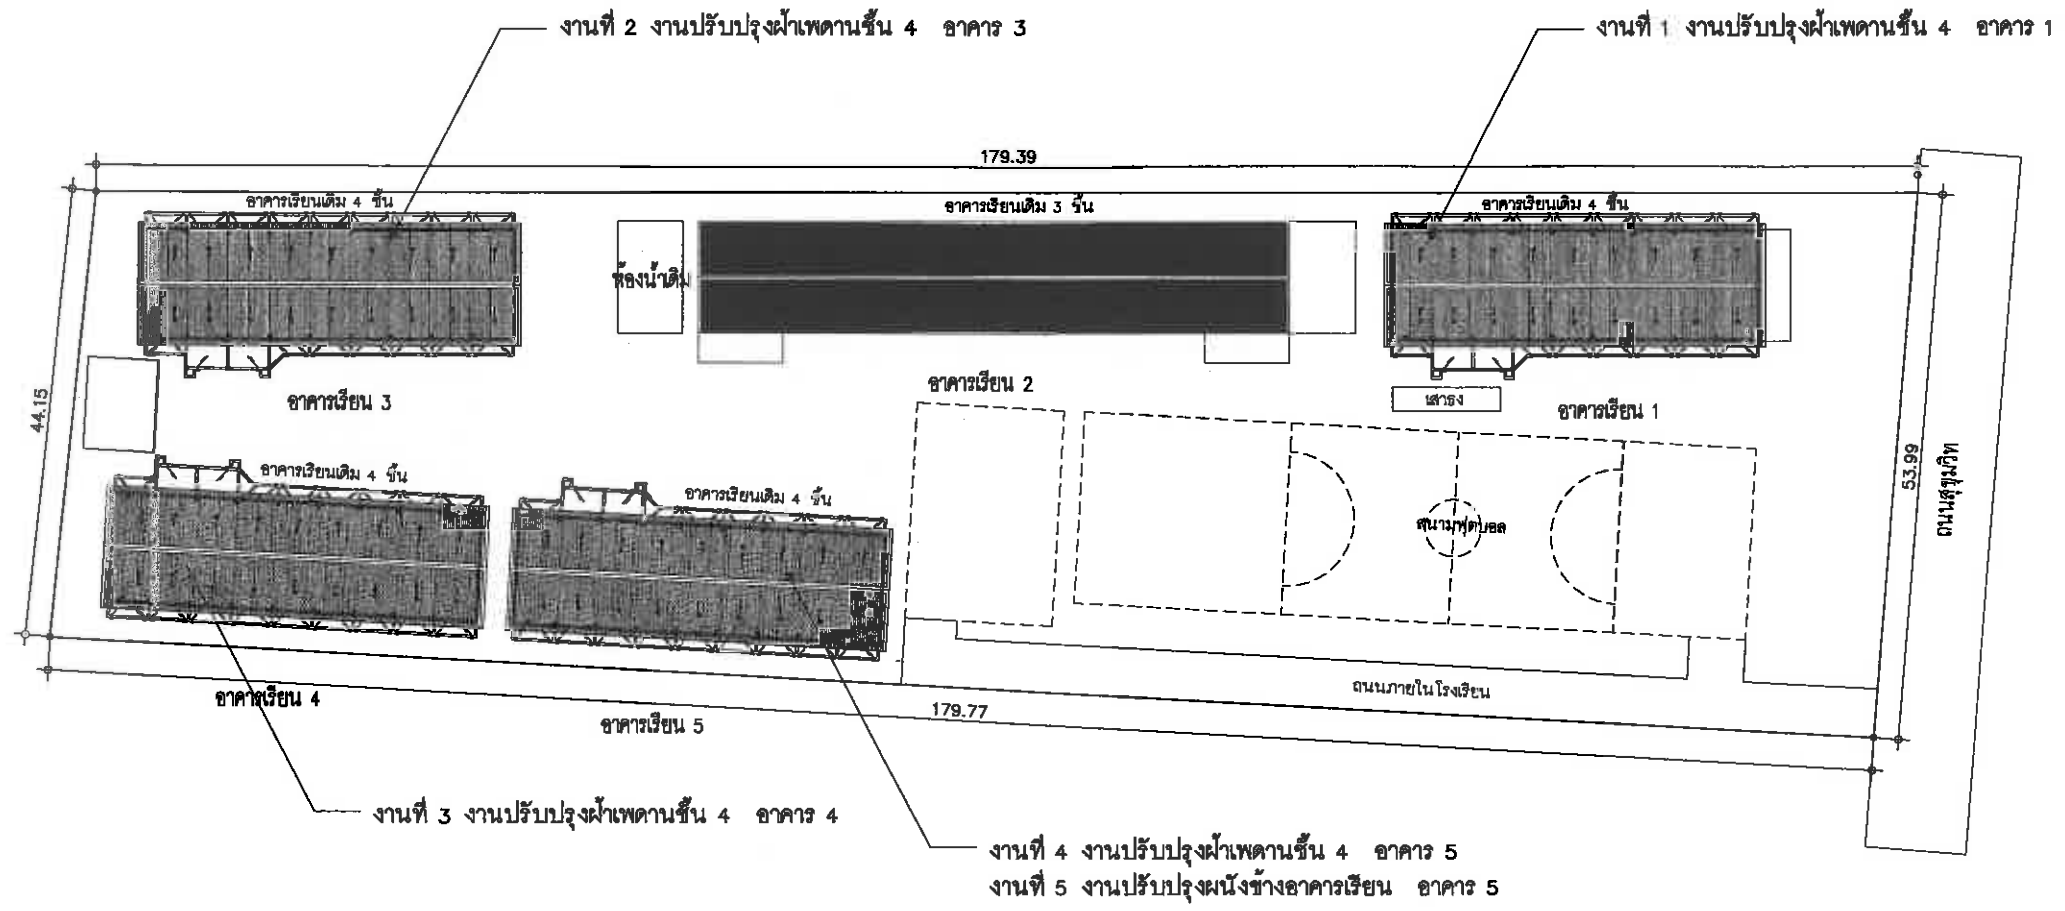 งานที่ 2 งานปรับปรุงฝ้าเพดานชั้น 4 อาคาร 3
งานที่ 1 งานปรับปรุงฝ้าเพดานชั้น 4 อาคาร 1
179.39
อาคารเรียนเดิม 4 ชั้น
อาคารเรียนเดิม 3 ชั้น
อาคารเรียนเดิม 4 ชั้น
ห้องน้ำเดิม
อาคารเรียน 3
อาคารเรียน 2
เสาธง
อาคารเรียน 1
44.15
53.99
ถนนสุขุมวิท
อาคารเรียนเดิม 4 ชั้น
อาคารเรียนเดิม 4 ชั้น
สนามฟุตบอล
ถนนภายในโรงเรียน
อาคารเรียน 4
อาคารเรียน 5
179.77
งานที่ 3 งานปรับปรุงฝ้าเพดานชั้น 4 อาคาร 4
งานที่ 4 งานปรับปรุงฝ้าเพดานชั้น 4 อาคาร 5
งานที่ 5 งานปรับปรุงผนังข้างอาคารเรียน อาคาร 5